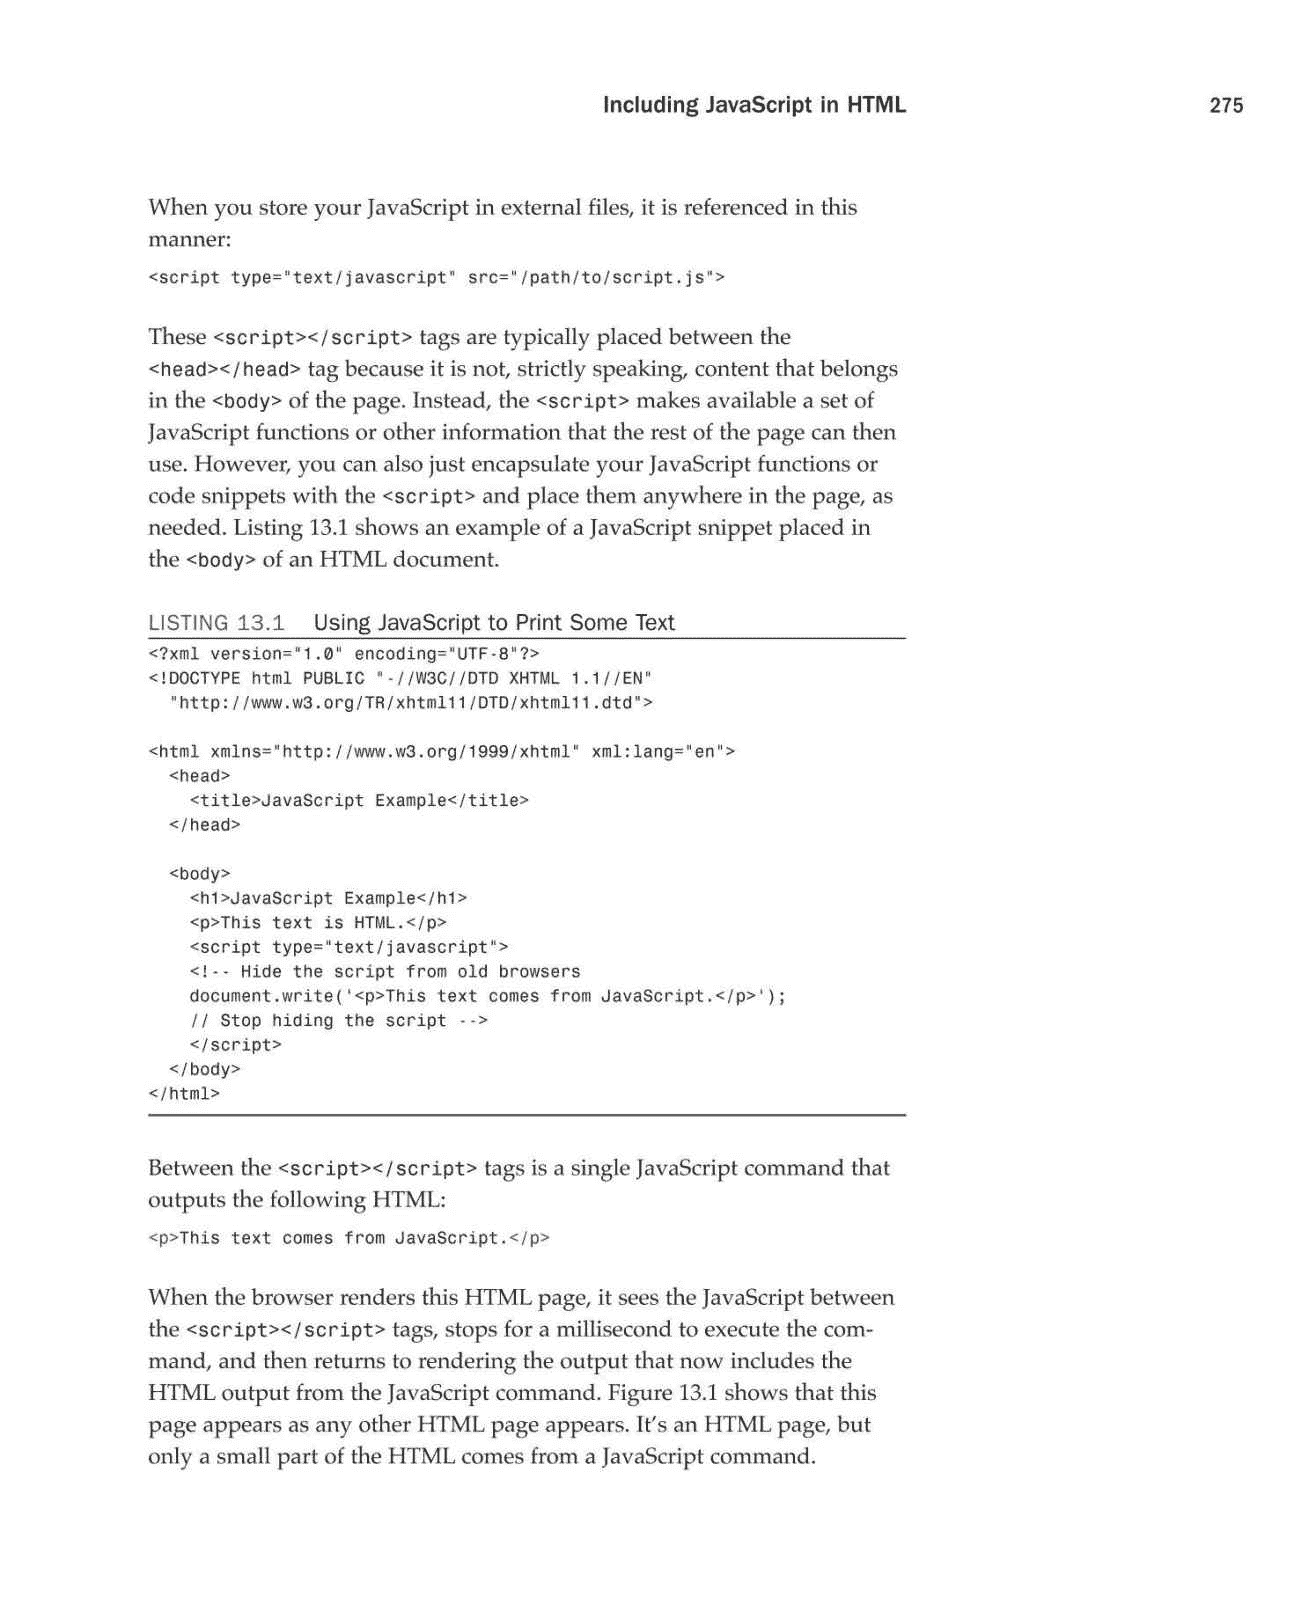 Including JavaScript in HTML 275
When you store your JavaScript in external files, it is referenced in this
manner:
<script type="text/javascript" src="/path/to/script.js">
These <script></script> tags are typically placed between the
<head></head> tag because it is not, strictly speaking, content that belongs
in the <body> of the page. Instead, the <script> makes available a set of
JavaScript functions or other information that the rest of the page can then
use. However, you can also just encapsulate your JavaScript functions or
code snippets with the <script> and place them anywhere in the page, as
needed. Listing 13.1 shows an example of a JavaScript snippet placed in
the <body> of an HTML document.
LISTING 13.1 Using JavaScript to Print Some Text
<?xml version="1.0" encoding="UTF-8"?>
<!DOCTYPE html PUBLIC "-//W3C//DTD XHTML 1.1//EN"
  "http://www.w3.org/TR/xhtml11/DTD/xhtml11.dtd">
<html xmlns="http://www.w3.org/1999/xhtml" xml:lang="en">
  <head>
    <title>JavaScript Example</title>
  </head>
  <body>
    <h1>JavaScript Example</h1>
    <p>This text is HTML.</p>
    <script type="text/javascript">
    <!-- Hide the script from old browsers
    document.write('<p>This text comes from JavaScript.</p>');
    // Stop hiding the script -->
    </script>
  </body>
</html>
Between the <script></script> tags is a single JavaScript command that
outputs the following HTML:
<p>This text comes from JavaScript.</p>
When the browser renders this HTML page, it sees the JavaScript between
the <script></script> tags, stops for a millisecond to execute the com-
mand, and then returns to rendering the output that now includes the
HTML output from the JavaScript command. Figure 13.1 shows that this
page appears as any other HTML page appears. It's an HTML page, but
only a small part of the HTML comes from a JavaScript command.